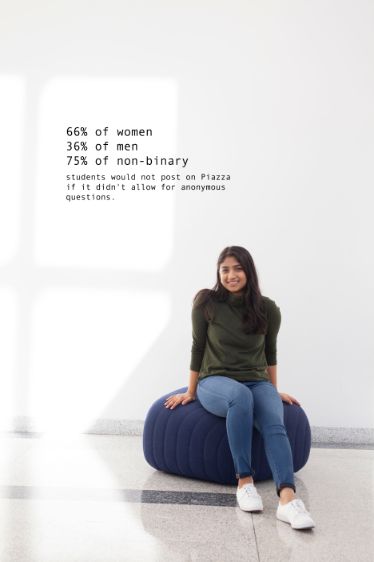 66% of women
36% of men
75% of non-binary
students would not post on Piazza
if it didn't allow for anonymous
questions.